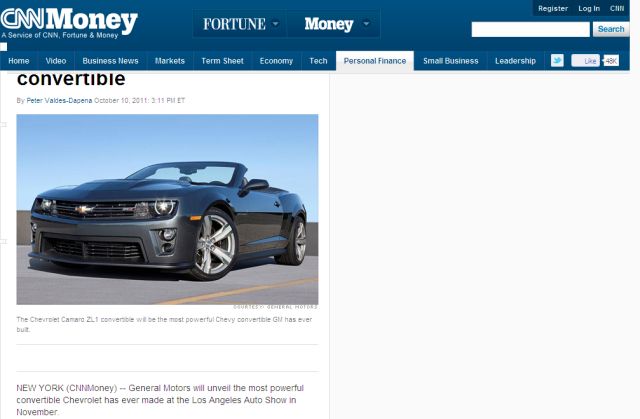 Register Log In CNN
CNNMoney
A Service of CNN, Fortune & Money
FORTUNE Money
Search
Home Video Business News Markets Term Sheet Economy Tech Personal Finance Small Business Leadership Like 48K
convertible
By Peter Valdes-Dapena October 10, 2011: 3:11 PM ET
COURTESY: GENERAL MOTORS
The Chevrolet Camaro ZL1 convertible will be the most powerful Chevy convertible GM has ever
built.
NEW YORK (CNNMoney) -- General Motors will unveil the most powerful
convertible Chevrolet has ever made at the Los Angeles Auto Show in
November.